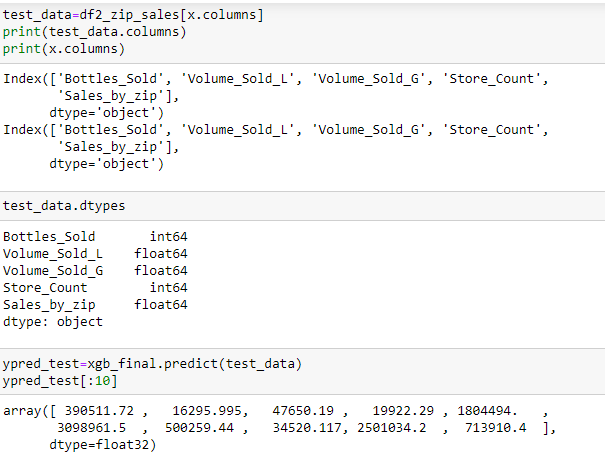 test_data=df2_zip_sales[x.columns]
print(test_data.columns)
print(x.columns)
Index(['Bottles_Sold', 'Volume_Sold_L', 'Volume_Sold_G', 'Store_Count',
       'Sales_by_zip'],
      dtype='object')
Index(['Bottles_Sold', 'Volume_Sold_L', 'Volume_Sold_G', 'Store_Count',
       'Sales_by_zip'],
      dtype='object')
test_data.dtypes
Bottles_Sold       int64
Volume_Sold_L    float64
Volume_Sold_G    float64
Store_Count        int64
Sales_by_zip     float64
dtype: object
ypred_test=xgb_final.predict(test_data)
ypred_test[:10]
array([ 390511.72 ,   16295.995,   47650.19 ,   19922.29 , 1804494.   ,
       3098961.5  ,  500259.44 ,   34520.117, 2501034.2  ,  713910.4  ],
      dtype=float32)